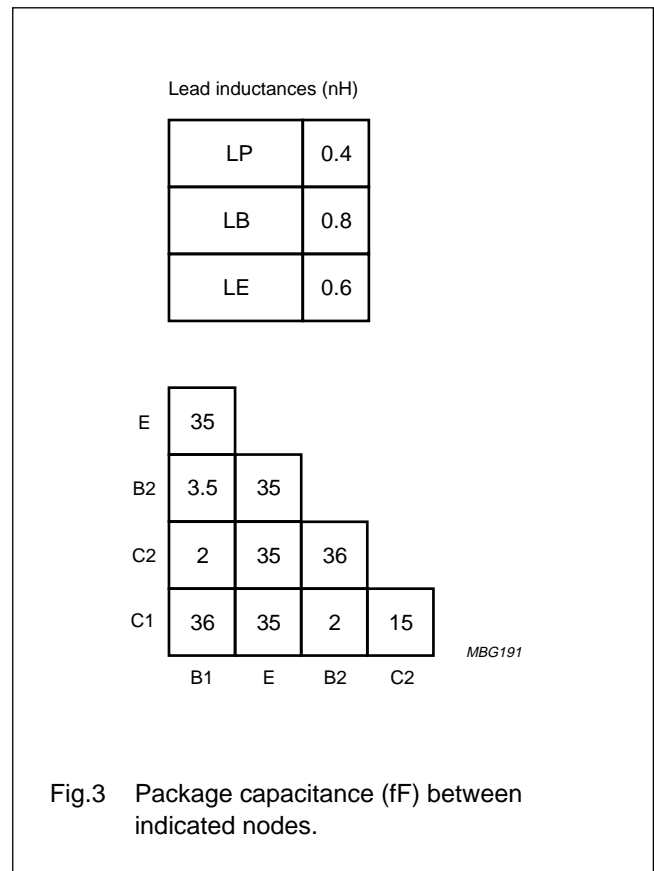 Lead inductances (nH)
LP 0.4
LB 0.8
LE 0.6
E 35
B2 3.5 35
C2 2 35 36
C1 36 35 2 15
MBG191
B1 E B2 C2
Fig.3 Package capacitance (fF) between
indicated nodes.